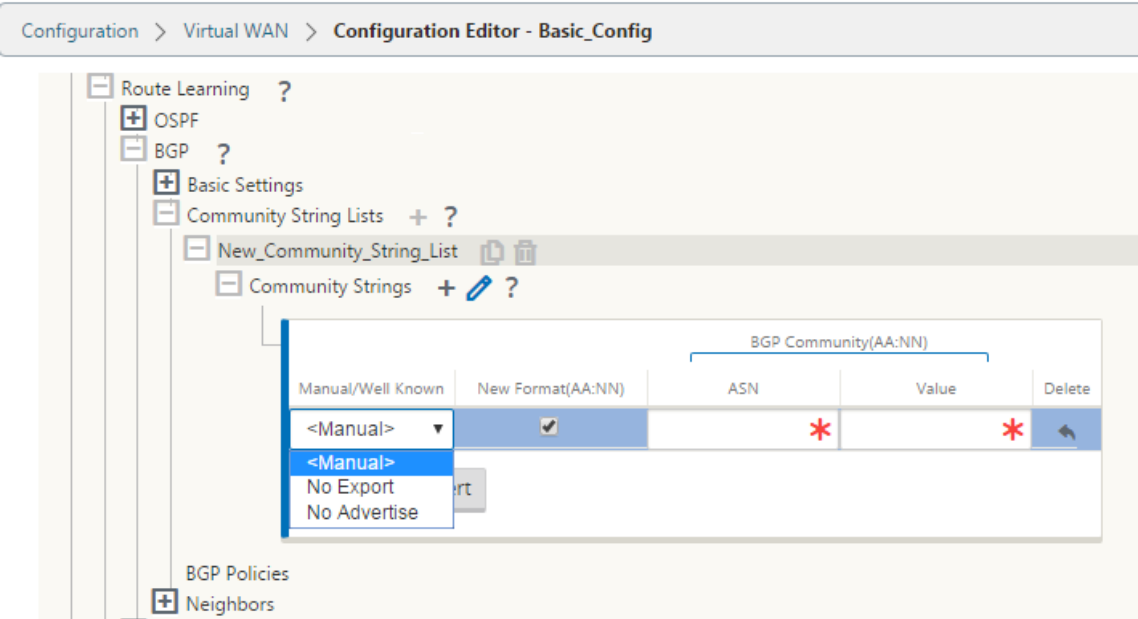 Configuration > Virtual WAN > Configuration Editor - Basic_Config
Route Learning ?
OSPF
BGP ?
Basic Settings
Community String Lists + ?
New_Community_String_List
Community Strings + ?
BGP Community(AA:NN)
Manual/Well Known New Format(AA:NN) ASN Value Delete
<Manual>
<Manual>
No Export
No Advertise
BGP Policies
Neighbors